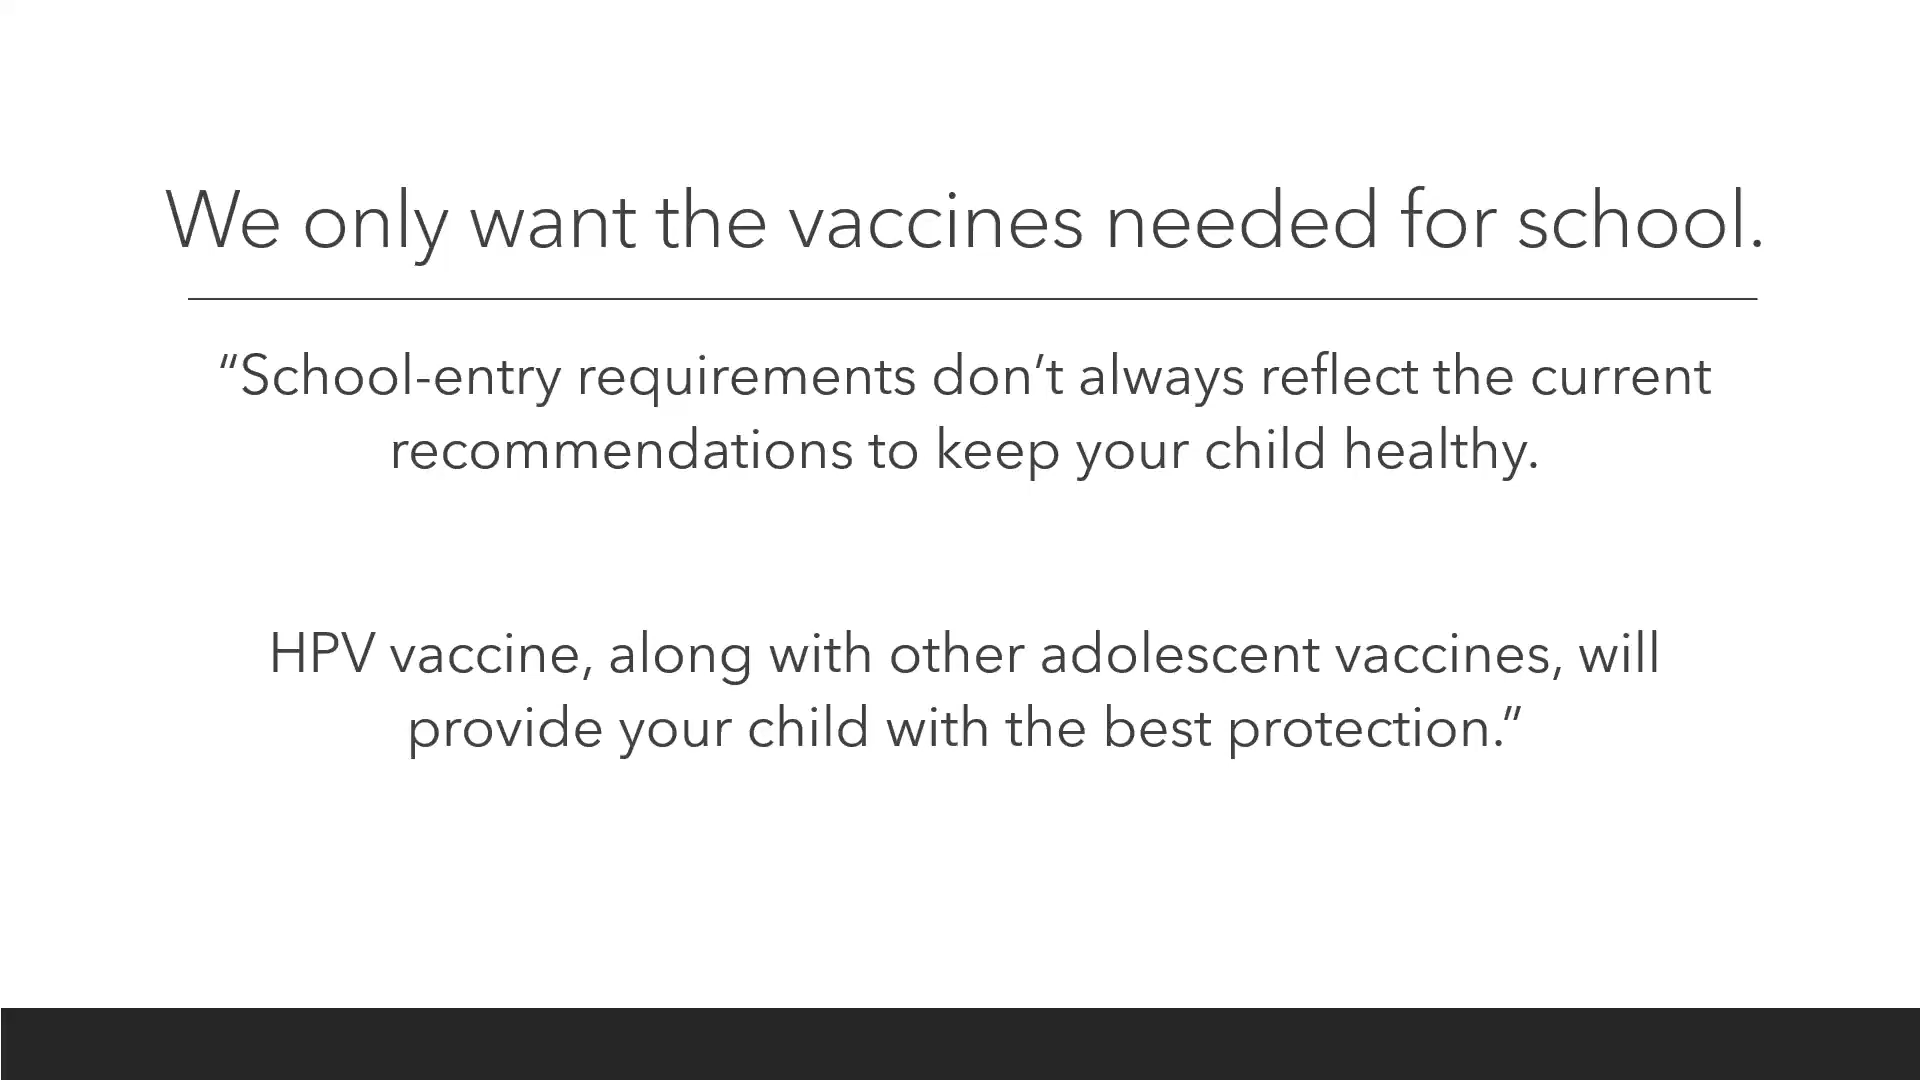 We only want the vaccines needed for school.
“School-entry requirements don’t always reflect the current
recommendations to keep your child healthy.
HPV vaccine, along with other adolescent vaccines, will
provide your child with the best protection.”